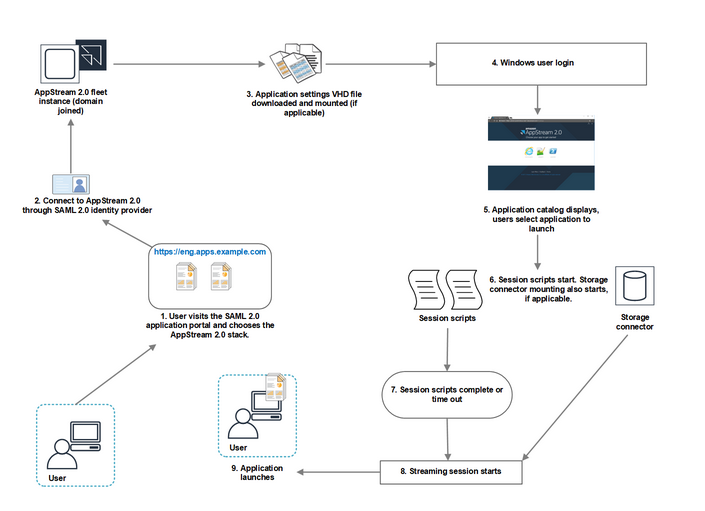 AppStream 2.0 fleet
instance (domain
joined)
3. Application settings VHD file
downloaded and mounted (if
applicable)
4. Windows user login
AppStream 2.0
5. Application catalog displays,
users select application to
launch
2. Connect to AppStream 2.0
through SAML 2.0 identity provider
https://eng.apps.example.com
1. User visits the SAML 2.0
application portal and chooses the
AppStream 2.0 stack.
6. Session scripts start. Storage
connector mounting also starts,
if applicable.
Session scripts
Storage
connector
7. Session scripts complete or
time out
User
User
9. Application
launches
8. Streaming session starts